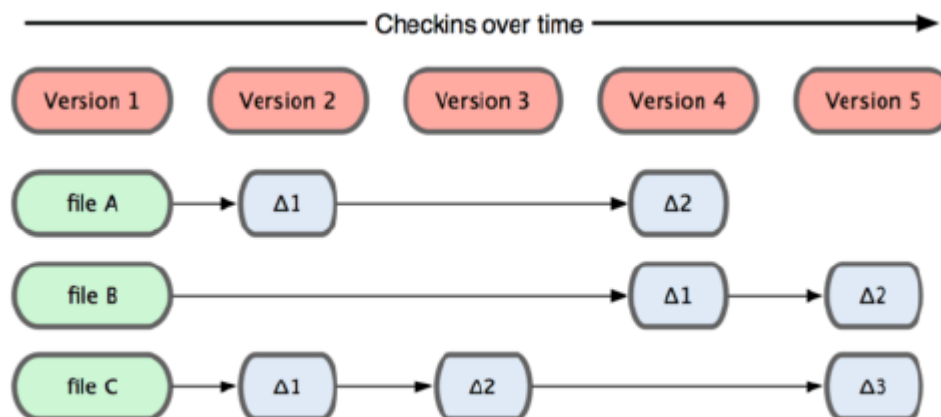 Checkins over time
Version 1 Version 2 Version 3 Version 4 Version 5
file A Δ1 Δ2
file B Δ1 Δ2
file C Δ1 Δ2 Δ3